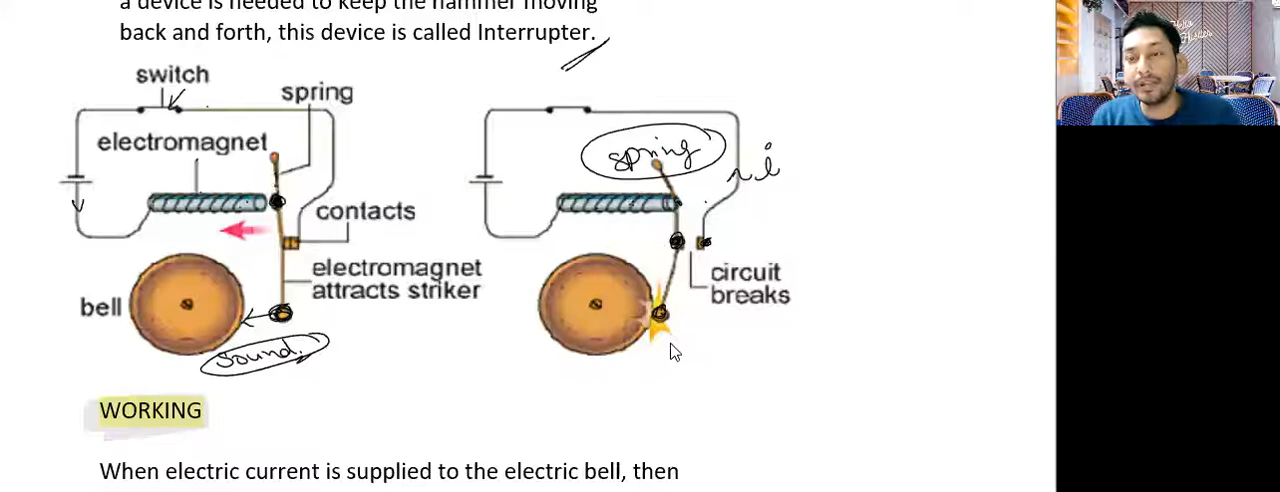 a device is needed to keep the hammer moving
back and forth, this device is called Interrupter.
switch
spring
electromagnet
contacts
electromagnet
attracts striker
bell
sound.
spring
circuit
breaks
WORKING
When electric current is supplied to the electric bell, then
Hello
Hustler